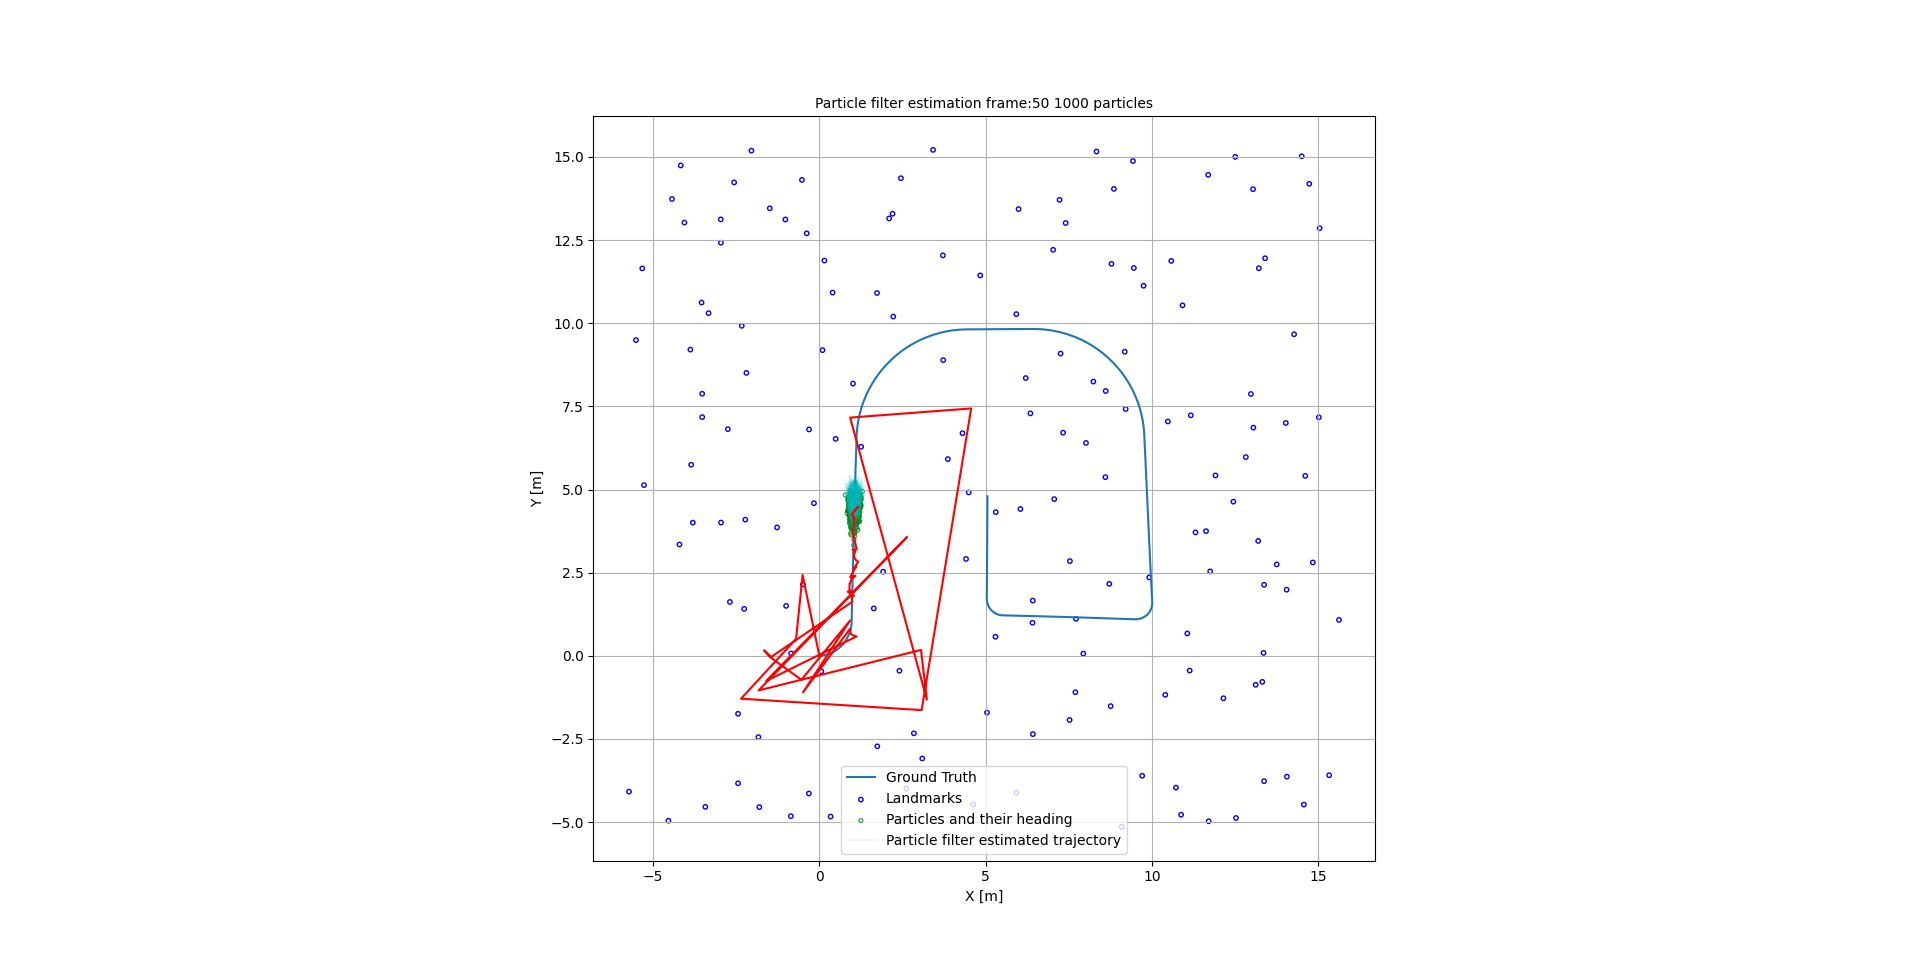 Particle filter estimation frame:50 1000 particles
15.0
12.5
10.0
7.5
5.0
2.5
0.0
−2.5
−5.0
Y [m]
Ground Truth
Landmarks
Particles and their heading
Particle filter estimated trajectory
−5 0 5 10 15
X [m]